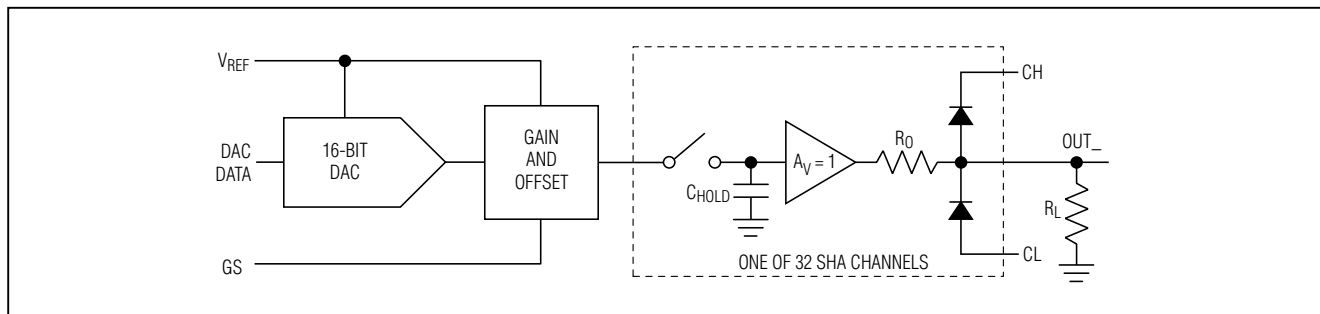 VREF
DAC
DATA
16-BIT
DAC
GS
GAIN
AND
OFFSET
CHOLD
AV = 1
RO
CH
OUT_
RL
CL
ONE OF 32 SHA CHANNELS